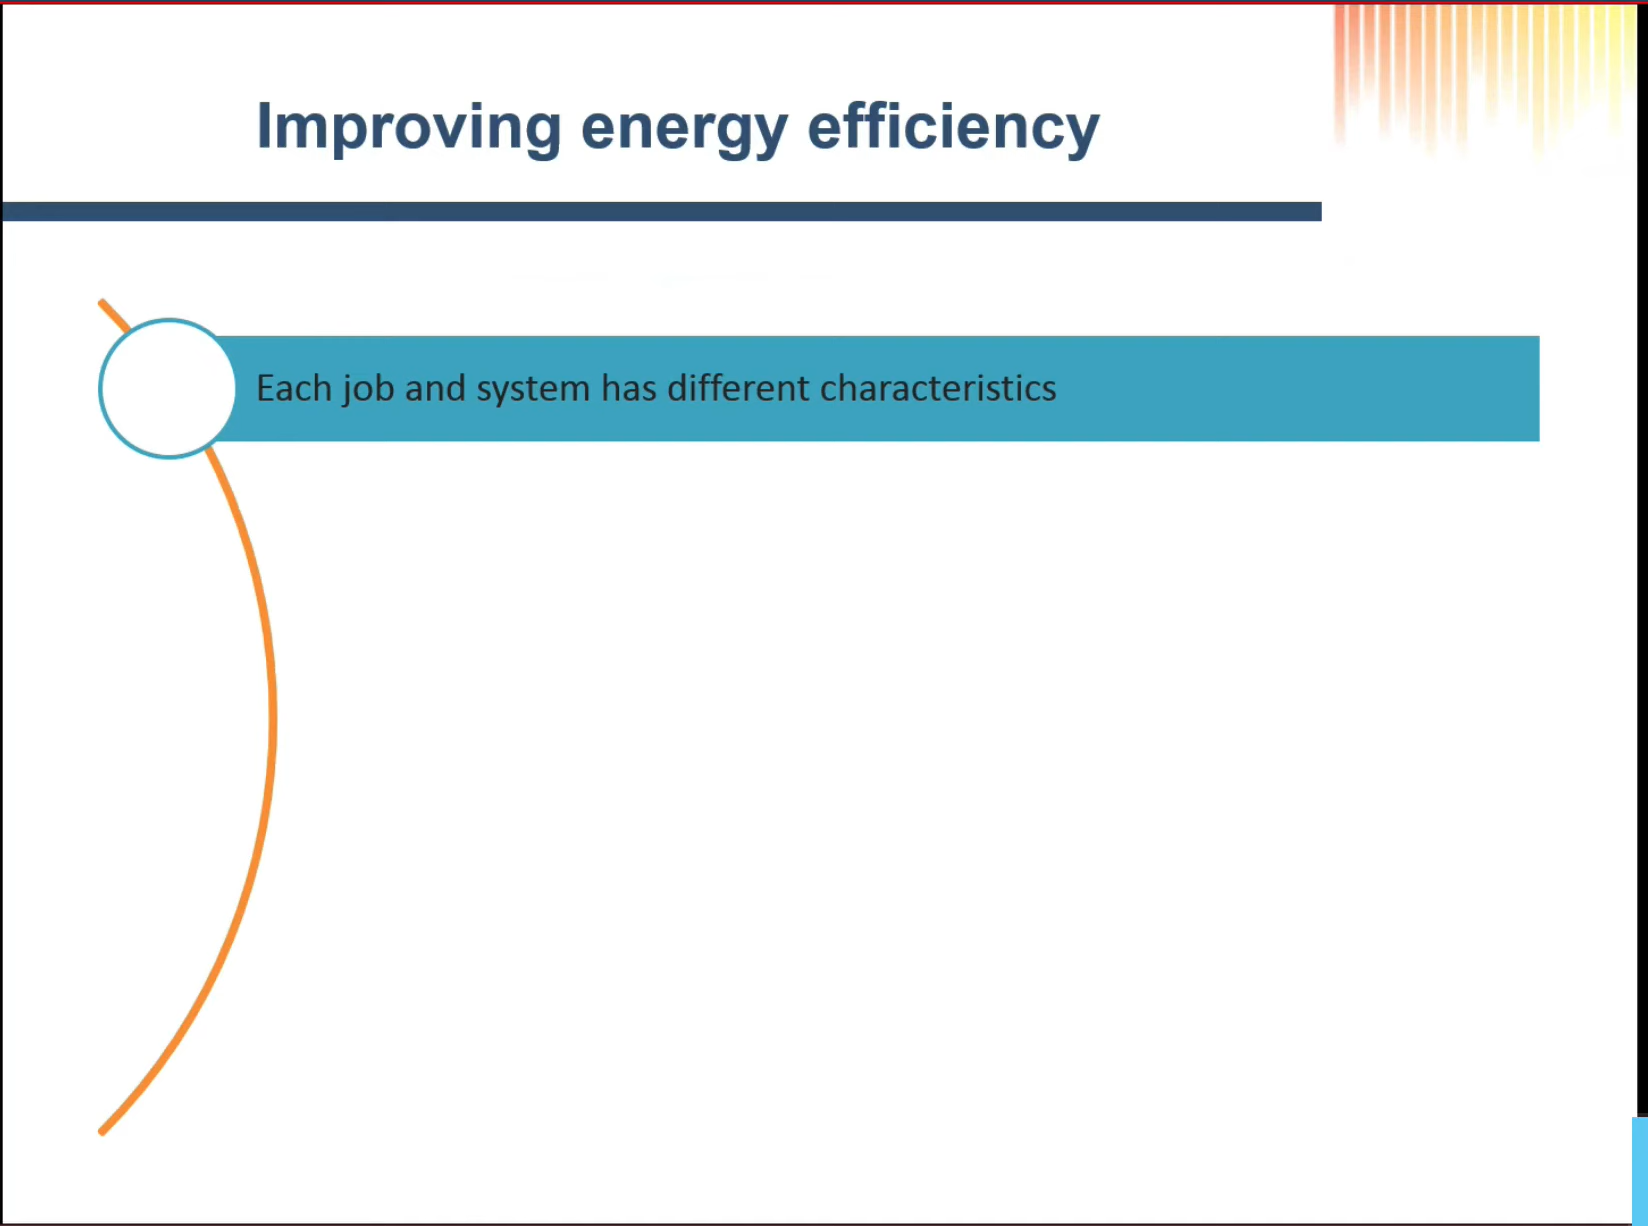 Improving energy efficiency
Each job and system has different characteristics